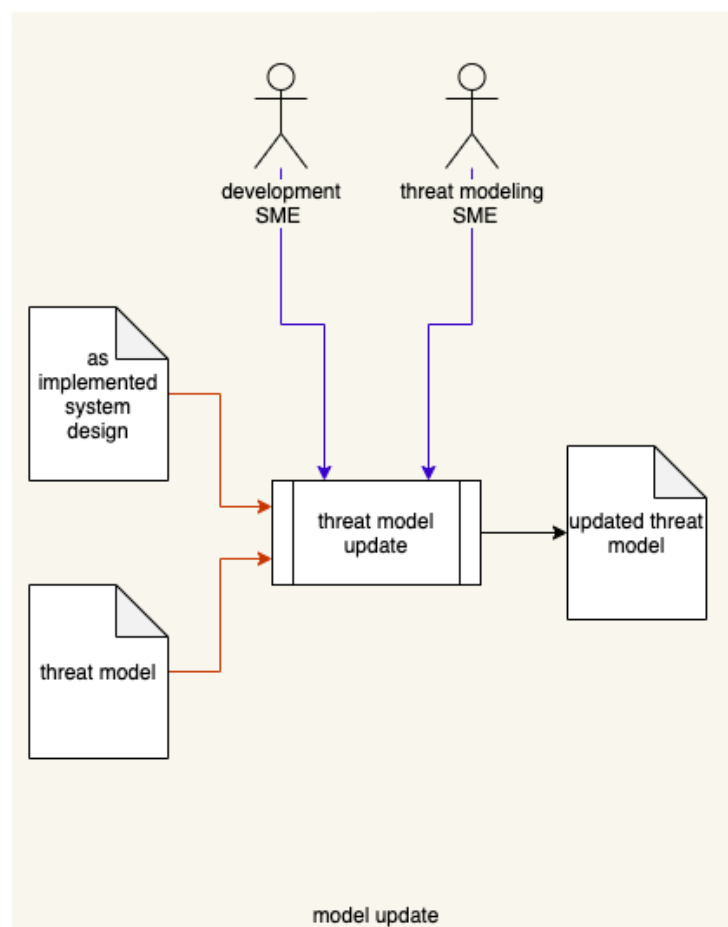 development
SME
threat modeling
SME
as
implemented
system
design
threat model
update
updated threat
model
threat model
model update